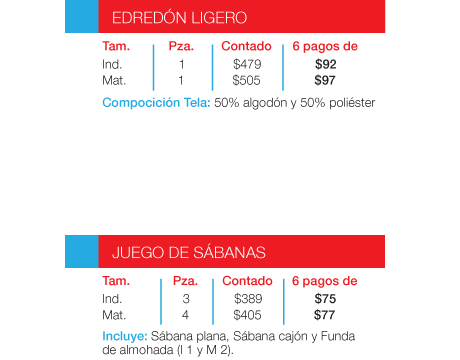 EDREDÓN LIGERO
Tam. Pza. Contado 6 pagos de
Ind. 1 $479 $92
Mat. 1 $505 $97
Compocición Tela: 50% algodón y 50% poliéster
JUEGO DE SÁBANAS
Tam. Pza. Contado 6 pagos de
Ind. 3 $389 $75
Mat. 4 $405 $77
Incluye: Sábana plana, Sábana cajón y Funda
de almohada (I 1 y M 2).